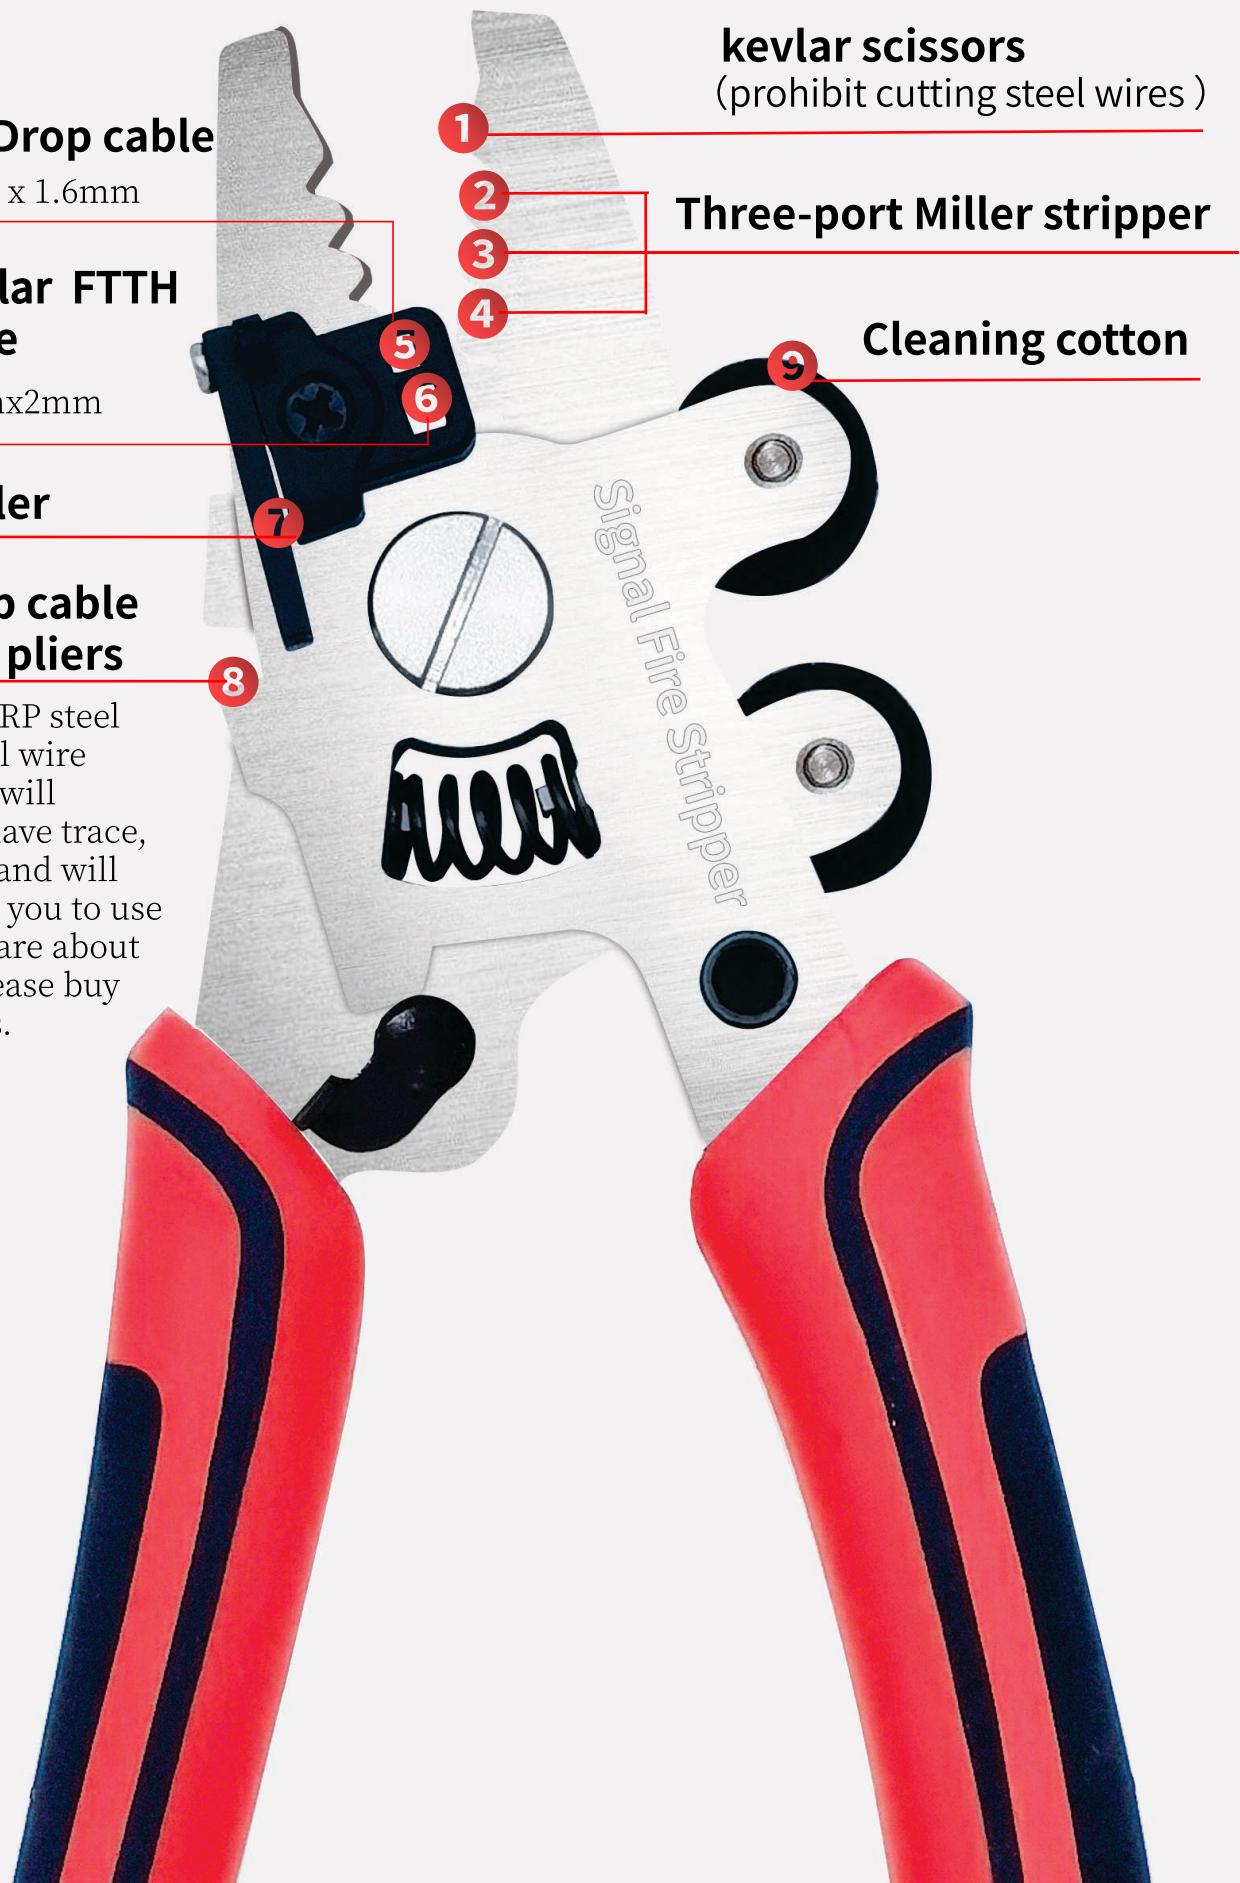 kevlar scissors
(prohibit cutting steel wires )
Drop cable
x 1.6mm
1
2
Three-port Miller stripper
3
4
lar FTTH
e
x2mm
5
6
Cleaning cotton
9
ler
7
p cable
pliers
8
RP steel
l wire
will
ave trace,
and will
you to use
are about
ease buy
s.
Signal Fire Stripper